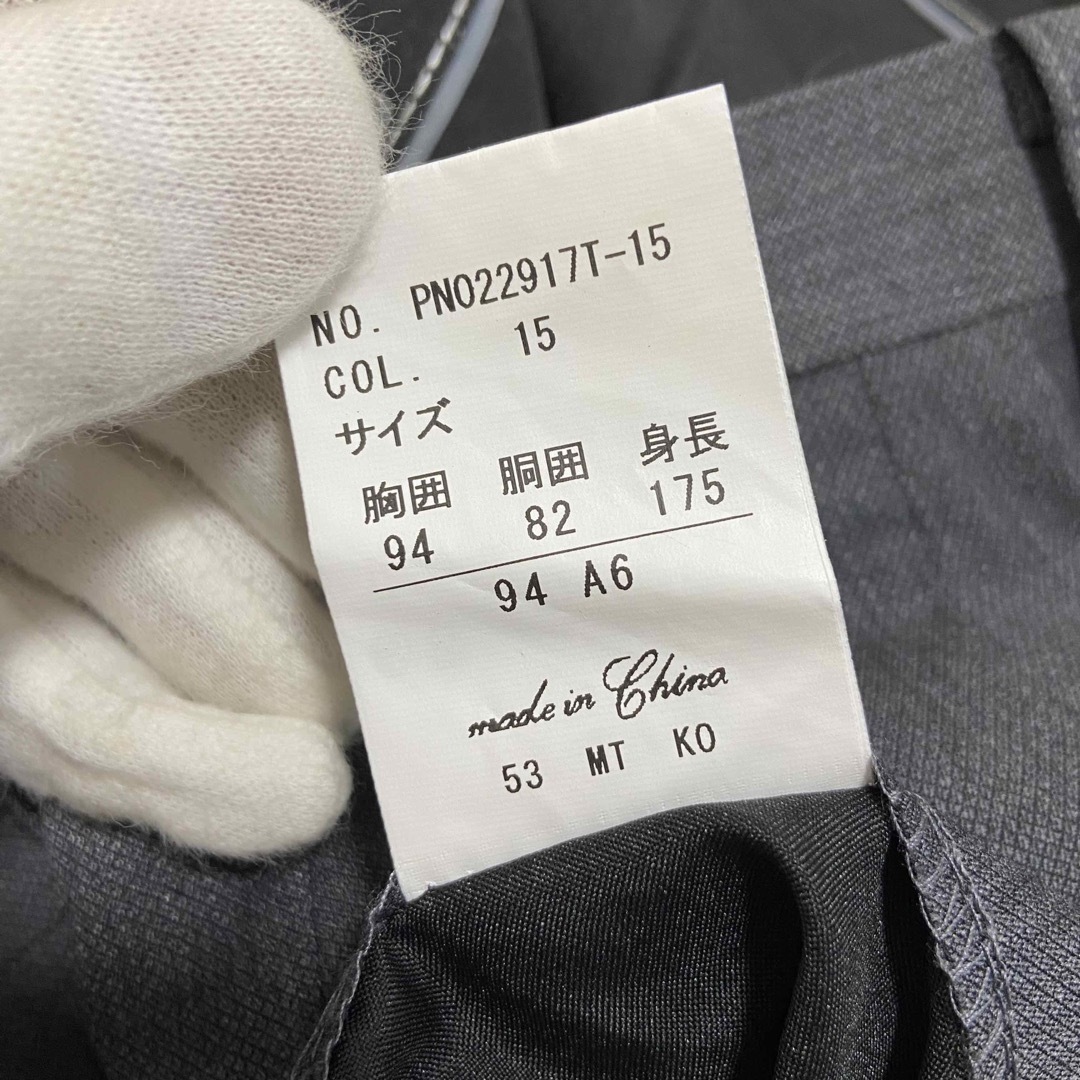 NO. PN022917T-15
COL. 15
サイズ
胸囲 胴囲 身長
94 82 175
94 A6
made in China
53 MT KO